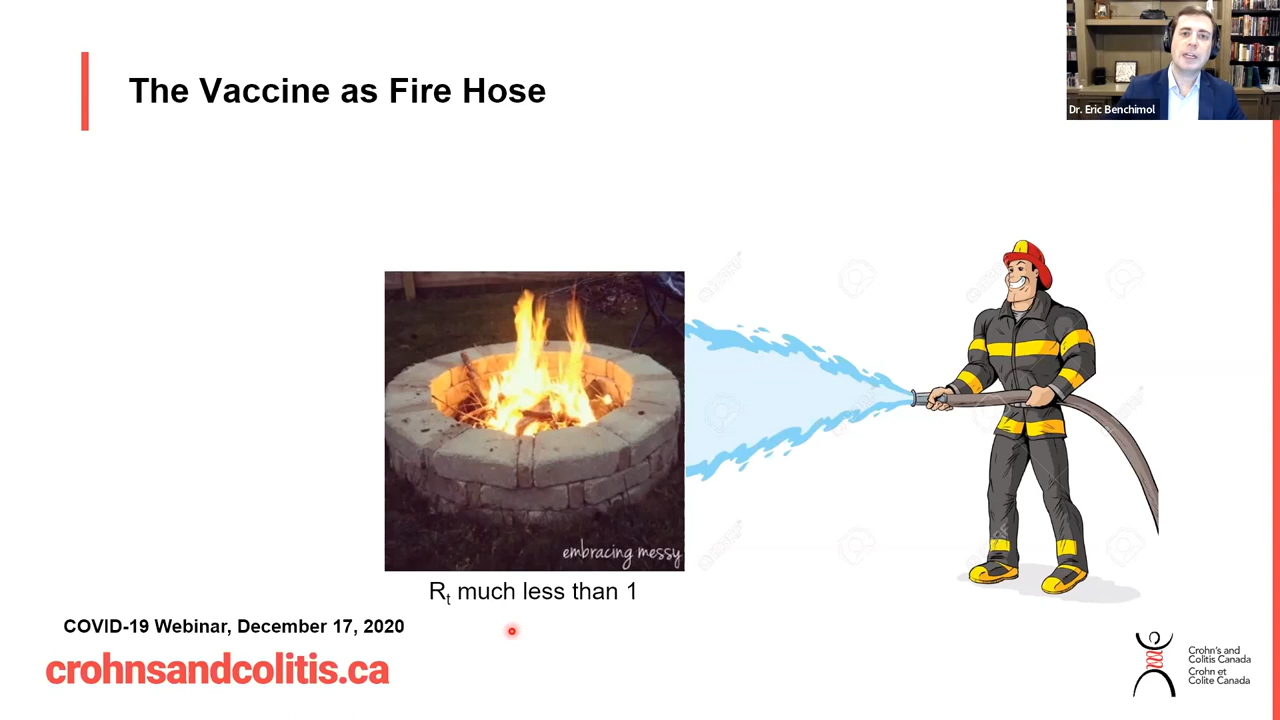 The Vaccine as Fire Hose
Dr. Eric Benchimol
embracing messy
Rt much less than 1
COVID-19 Webinar, December 17, 2020
crohnsandcolitis.ca
Crohn's and
Colitis Canada
Crohn et
Colite Canada